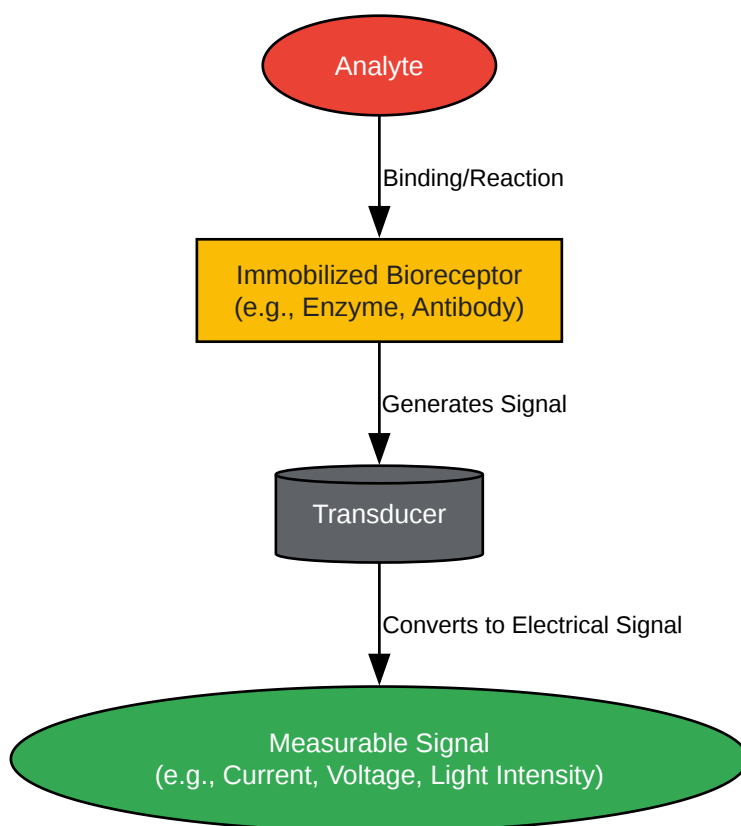 Analyte
Binding/Reaction
Immobilized Bioreceptor
(e.g., Enzyme, Antibody)
Generates Signal
Transducer
Converts to Electrical Signal
Measurable Signal
(e.g., Current, Voltage, Light Intensity)